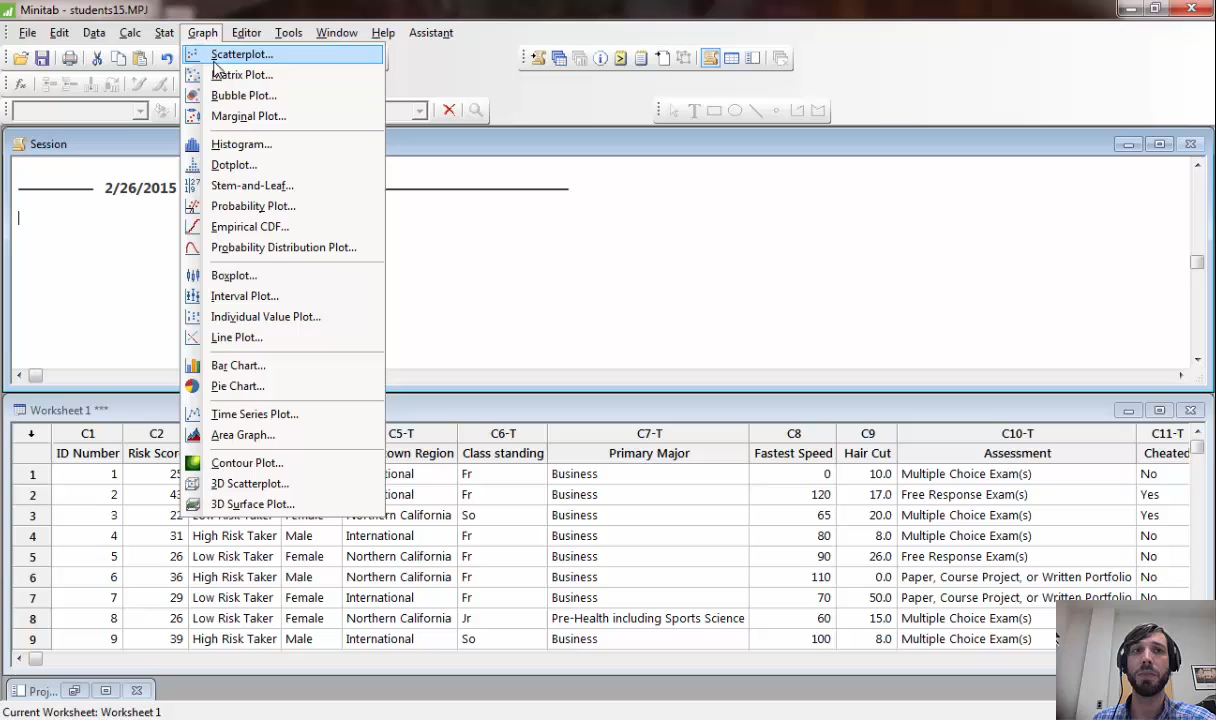 Minitab - students15.MPJ
File Edit Data Calc Stat Graph Editor Tools Window Help Assistant
Scatterplot...
Matrix Plot...
Bubble Plot...
Marginal Plot...
Histogram...
Dotplot...
Stem-and-Leaf...
Probability Plot...
Empirical CDF...
Probability Distribution Plot...
Boxplot...
Interval Plot...
Individual Value Plot...
Line Plot...
Bar Chart...
Pie Chart...
Time Series Plot...
Area Graph...
Contour Plot...
3D Scatterplot...
3D Surface Plot...
Session
2/26/2015
Worksheet 1 ***
C1 C2 C5-T C6-T C7-T C8 C9 C10-T C11-T
ID Number Risk Scor town Region Class standing Primary Major Fastest Speed Hair Cut Assessment Cheated
1 1 25 national Fr Business 0 10.0 Multiple Choice Exam(s) No
2 2 43 Northern California Fr Business 120 17.0 Free Response Exam(s) Yes
3 3 22 Female Northern California So Business 65 20.0 Multiple Choice Exam(s) Yes
4 4 31 High Risk Taker Male International Fr Business 80 8.0 Multiple Choice Exam(s) No
5 5 26 Low Risk Taker Female Northern California Fr Business 90 26.0 Free Response Exam(s) No
6 6 36 High Risk Taker Male Northern California Fr Business 110 0.0 Paper, Course Project, or Written Portfolio No
7 7 29 Low Risk Taker Female International Fr Business 70 50.0 Paper, Course Project, or Written Portfolio No
8 8 26 Low Risk Taker Female Northern California Jr Pre-Health including Sports Science 60 15.0 Multiple Choice Exam(s)
9 9 39 High Risk Taker Male International So Business 100 8.0 Multiple Choice Exam(s)
Proj...
Current Worksheet: Worksheet 1